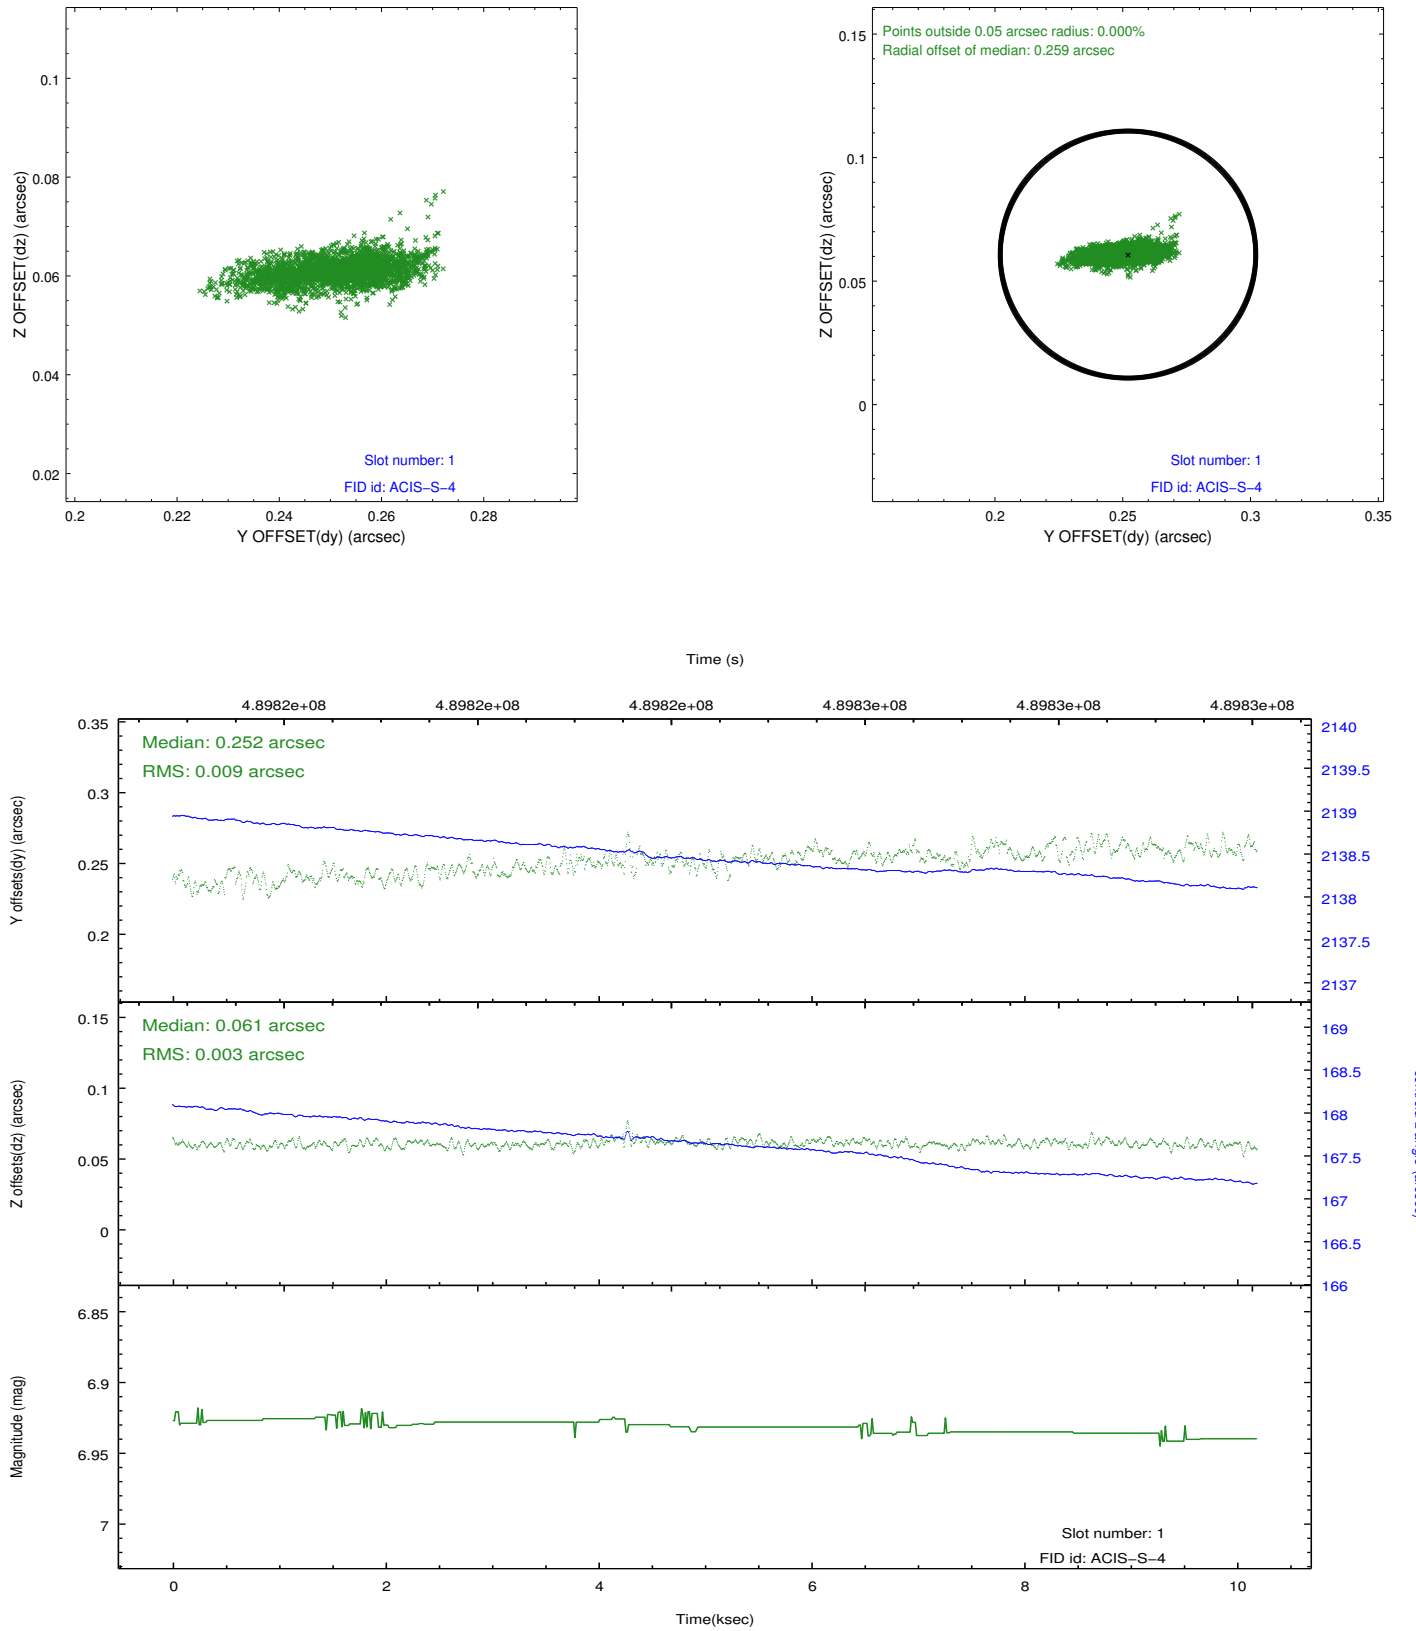 0.1
0.08
0.06
0.04
0.02
Z OFFSET(dz) (arcsec)
Slot number: 1
FID id: ACIS-S-4
0.2 0.22 0.24 0.26 0.28
Y OFFSET(dy) (arcsec)
Points outside 0.05 arcsec radius: 0.000%
Radial offset of median: 0.259 arcsec
0.15
0.1
0.05
0
Z OFFSET(dz) (arcsec)
Slot number: 1
FID id: ACIS-S-4
0.2 0.25 0.3 0.35
Y OFFSET(dy) (arcsec)
Time (s)
4.8982e+08 4.8982e+08 4.8982e+08 4.8983e+08 4.8983e+08 4.8983e+08
Median: 0.252 arcsec
RMS: 0.009 arcsec
0.35
0.3
0.25
0.2
Y offsets(dy) (arcsec)
2140
2139.5
2139
2138.5
2138
2137.5
2137
Median: 0.061 arcsec
RMS: 0.003 arcsec
0.15
0.1
0.05
0
Z offsets(dz) (arcsec)
169
168.5
168
167.5
167
166.5
166
6.85
6.9
6.95
7
Magnitude (mag)
Slot number: 1
FID id: ACIS-S-4
0 2 4 6 8 10
Time(ksec)